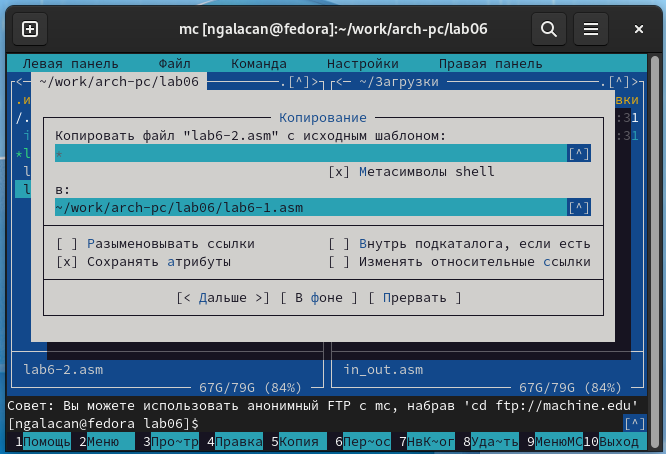 mc [ngalacan@fedora]:~/work/arch-pc/lab06
Левая панель Файл Команда Настройки Правая панель
<— ~/work/arch-pc/lab06 .[^]> <— ~/Загрузки .[^]>
.и вки
/. :31
i :31
*l
l
l
Копирование
Копировать файл "lab6-2.asm" с исходным шаблоном:
* [^]
[x] Метасимволы shell
в:
~/work/arch-pc/lab06/lab6-1.asm [^]
[ ] Разыменовывать ссылки [ ] Внутрь подкаталога, если есть
[x] Сохранять атрибуты [ ] Изменять относительные ссылки
[< Дальше >] [ В фоне ] [ Прервать ]
lab6-2.asm in_out.asm
67G/79G (84%) 67G/79G (84%)
Совет: Вы можете использовать анонимный FTP с mc, набрав 'cd ftp://machine.edu'
[ngalacan@fedora lab06]$ [^]
1Помощь 2Меню 3Про~тр 4Правка 5Копия 6Пер~ос 7НвК~ог 8Уда~ть 9МенюMC 10Выход